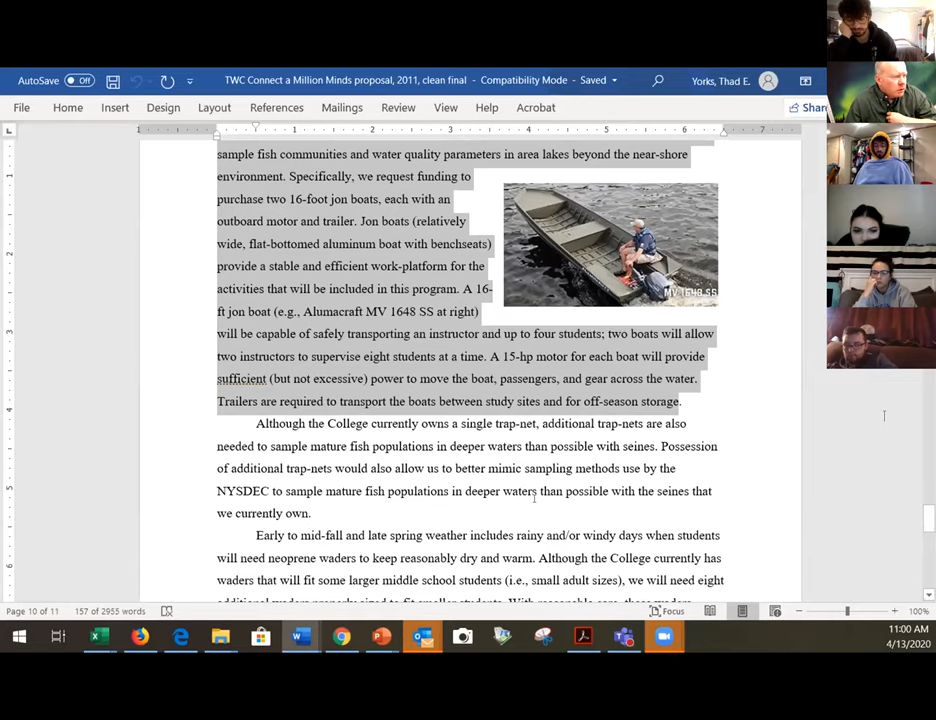 AutoSave Off TWC Connect a Million Minds proposal, 2011, clean final - Compatibility Mode - Saved Yorks, Thad E.
File Home Insert Design Layout References Mailings Review View Help Acrobat Shar
1 1 2 3 4 5 6 7
sample fish communities and water quality parameters in area lakes beyond the near-shore
environment. Specifically, we request funding to
purchase two 16-foot jon boats, each with an
outboard motor and trailer. Jon boats (relatively
wide, flat-bottomed aluminum boat with benchseats)
provide a stable and efficient work-platform for the
activities that will be included in this program. A 16-
ft jon boat (e.g., Alumacraft MV 1648 SS at right)
MV 1648 SS
will be capable of safely transporting an instructor and up to four students; two boats will allow
two instructors to supervise eight students at a time. A 15-hp motor for each boat will provide
sufficient (but not excessive) power to move the boat, passengers, and gear across the water.
Trailers are required to transport the boats between study sites and for off-season storage.
Although the College currently owns a single trap-net, additional trap-nets are also
needed to sample mature fish populations in deeper waters than possible with seines. Possession
of additional trap-nets would also allow us to better mimic sampling methods use by the
NYSDEC to sample mature fish populations in deeper waters than possible with the seines that
we currently own.
Early to mid-fall and late spring weather includes rainy and/or windy days when students
will need neoprene waders to keep reasonably dry and warm. Although the College currently has
waders that will fit some larger middle school students (i.e., small adult sizes), we will need eight
Page 10 of 11 157 of 2955 words Focus 100%
11:00 AM
4/13/2020